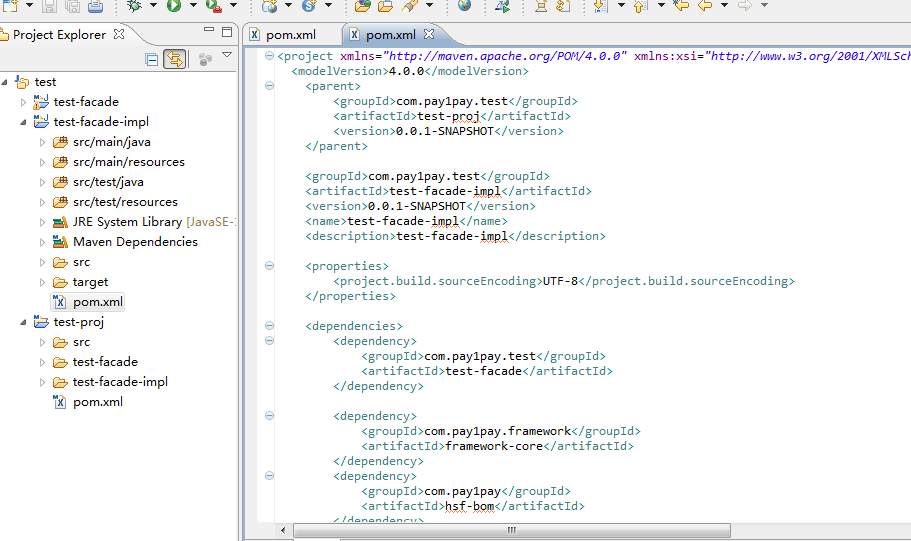 Project Explorer
test
test-facade
test-facade-impl
src/main/java
src/main/resources
src/test/java
src/test/resources
JRE System Library [JavaSE-
Maven Dependencies
src
target
pom.xml
test-proj
src
test-facade
test-facade-impl
pom.xml
pom.xml
pom.xml
<project xmlns="http://maven.apache.org/POM/4.0.0" xmlns:xsi="http://www.w3.org/2001/XMLSch
<modelVersion>4.0.0</modelVersion>
<parent>
<groupId>com.pay1pay.test</groupId>
<artifactId>test-proj</artifactId>
<version>0.0.1-SNAPSHOT</version>
</parent>
<groupId>com.pay1pay.test</groupId>
<artifactId>test-facade-impl</artifactId>
<version>0.0.1-SNAPSHOT</version>
<name>test-facade-impl</name>
<description>test-facade-impl</description>
<properties>
<project.build.sourceEncoding>UTF-8</project.build.sourceEncoding>
</properties>
<dependencies>
<dependency>
<groupId>com.pay1pay.test</groupId>
<artifactId>test-facade</artifactId>
</dependency>
<dependency>
<groupId>com.pay1pay.framework</groupId>
<artifactId>framework-core</artifactId>
</dependency>
<dependency>
<groupId>com.pay1pay</groupId>
<artifactId>hsf-bom</artifactId>
</dependency>